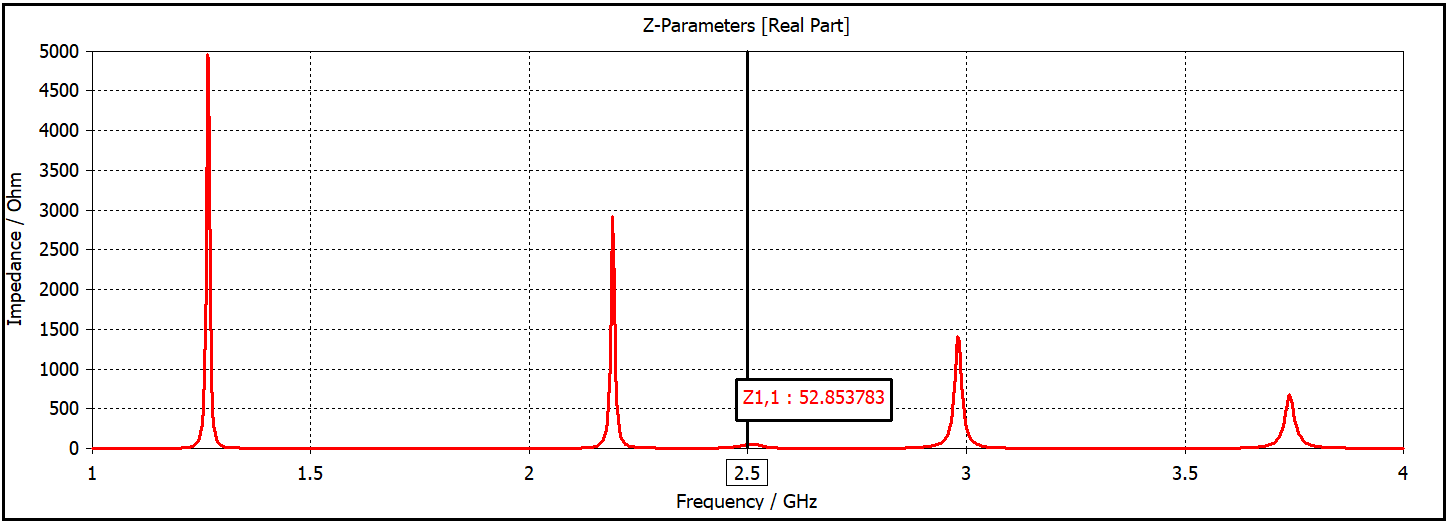 Z-Parameters [Real Part]
Impedance / Ohm
5000
4500
4000
3500
3000
2500
2000
1500
1000
500
0
Z1,1 : 52.853783
1 1.5 2 2.5 3 3.5 4
Frequency / GHz